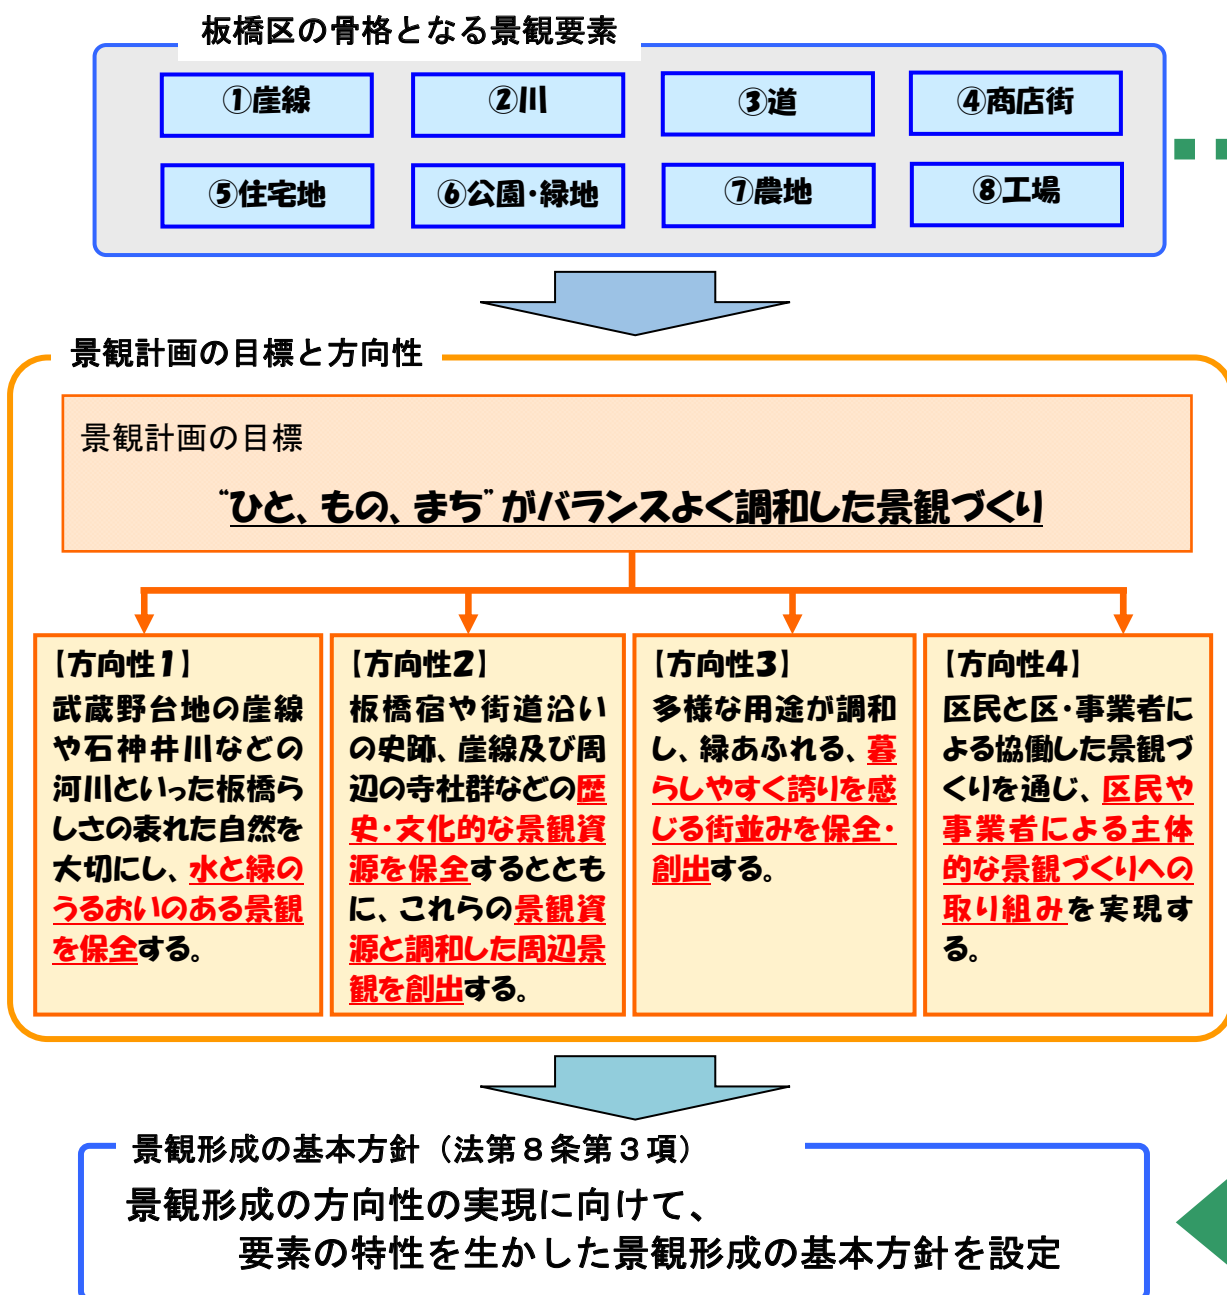 板橋区の骨格となる景観要素
①崖線
②川
③道
④商店街
⑤住宅地
⑥公園・緑地
⑦農地
⑧工場
景観計画の目標と方向性
景観計画の目標
“ひと、もの、まち”がバランスよく調和した景観づくり
【方向性1】
武蔵野台地の崖線
や石神井川などの
河川といった板橋ら
しさの表れた自然を
大切にし、水と緑の
うるおいのある景観
を保全する。
【方向性2】
板橋宿や街道沿い
の史跡、崖線及び周
辺の寺社群などの歴
史・文化的な景観資
源を保全するととも
に、これらの景観資
源と調和した周辺景
観を創出する。
【方向性3】
多様な用途が調和
し、緑あふれる、暮
らしやすく誇りを感
じる街並みを保全・
創出する。
【方向性4】
区民と区・事業者に
よる協働した景観づ
くりを通じ、区民や
事業者による主体
的な景観づくりへの
取り組みを実現す
る。
景観形成の基本方針（法第８条第３項）
景観形成の方向性の実現に向けて、
要素の特性を生かした景観形成の基本方針を設定